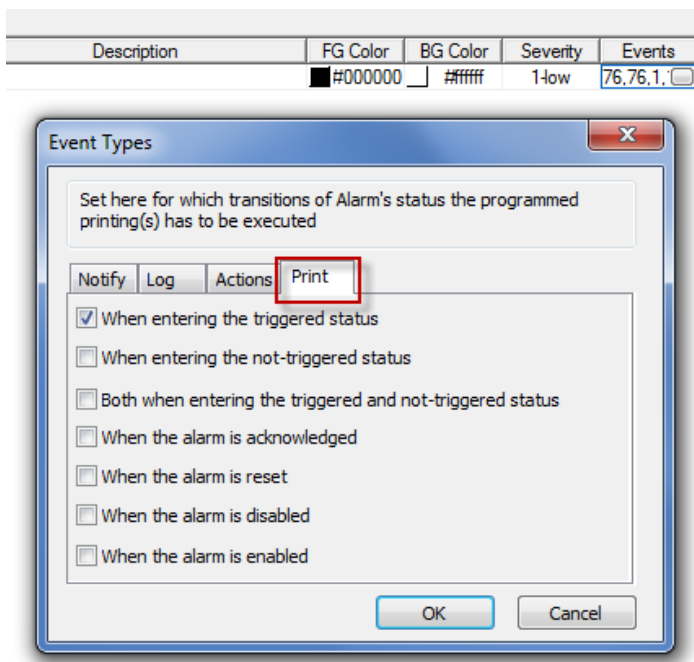 Description FG Color BG Color Severity Events
#000000 #ffffff 1-low 76,76,1,
Event Types
Set here for which transitions of Alarm's status the programmed
printing(s) has to be executed
Notify Log Actions Print
When entering the triggered status
When entering the not-triggered status
Both when entering the triggered and not-triggered status
When the alarm is acknowledged
When the alarm is reset
When the alarm is disabled
When the alarm is enabled
OK Cancel